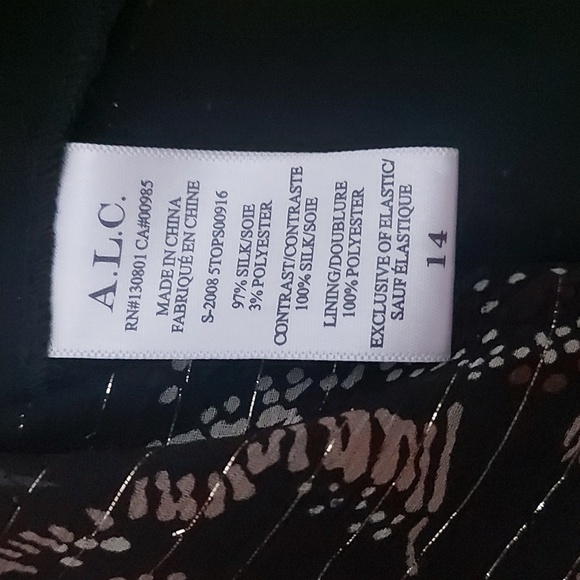 A.L.C.
RN#130801 CA#00985
MADE IN CHINA
FABRIQUÉ EN CHINE
S-2008 5TOPS00916
97% SILK/SOIE
3% POLYESTER
CONTRAST/CONTRASTE
100% SILK/SOIE
LINING/DOUBLURE
100% POLYESTER
EXCLUSIVE OF ELASTIC/
SAUF ÉLASTIQUE
14